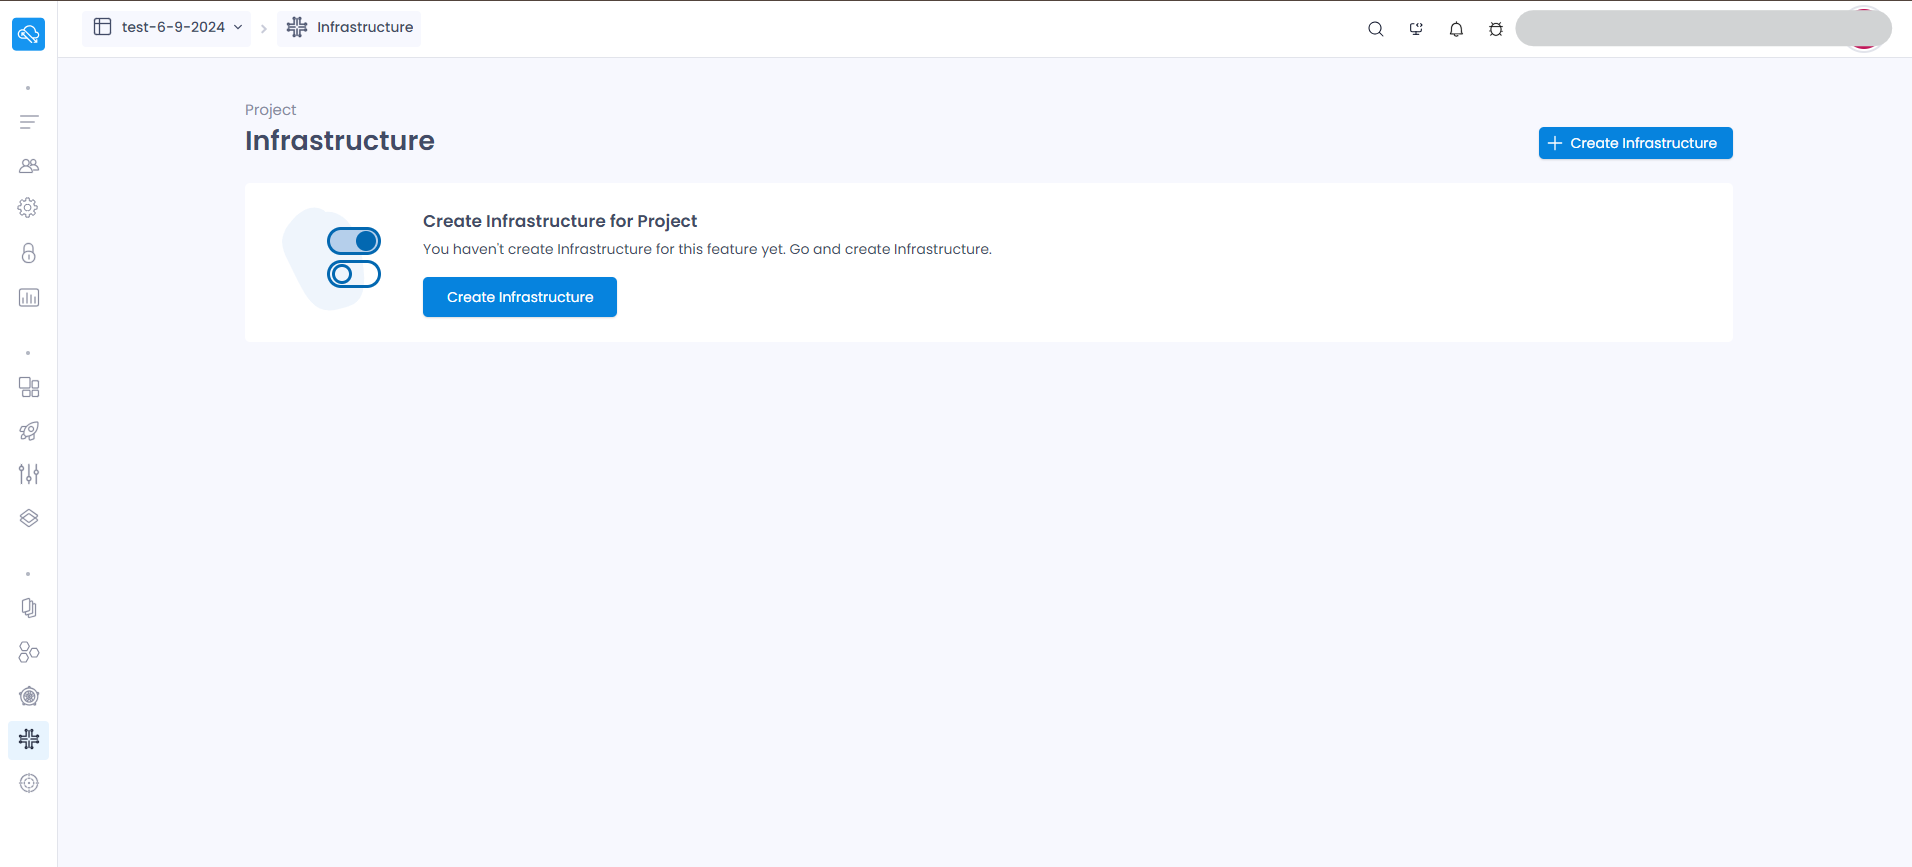 test-6-9-2024
Infrastructure
Project
Infrastructure
Create Infrastructure
Create Infrastructure for Project
You haven't create Infrastructure for this feature yet. Go and create Infrastructure.
Create Infrastructure